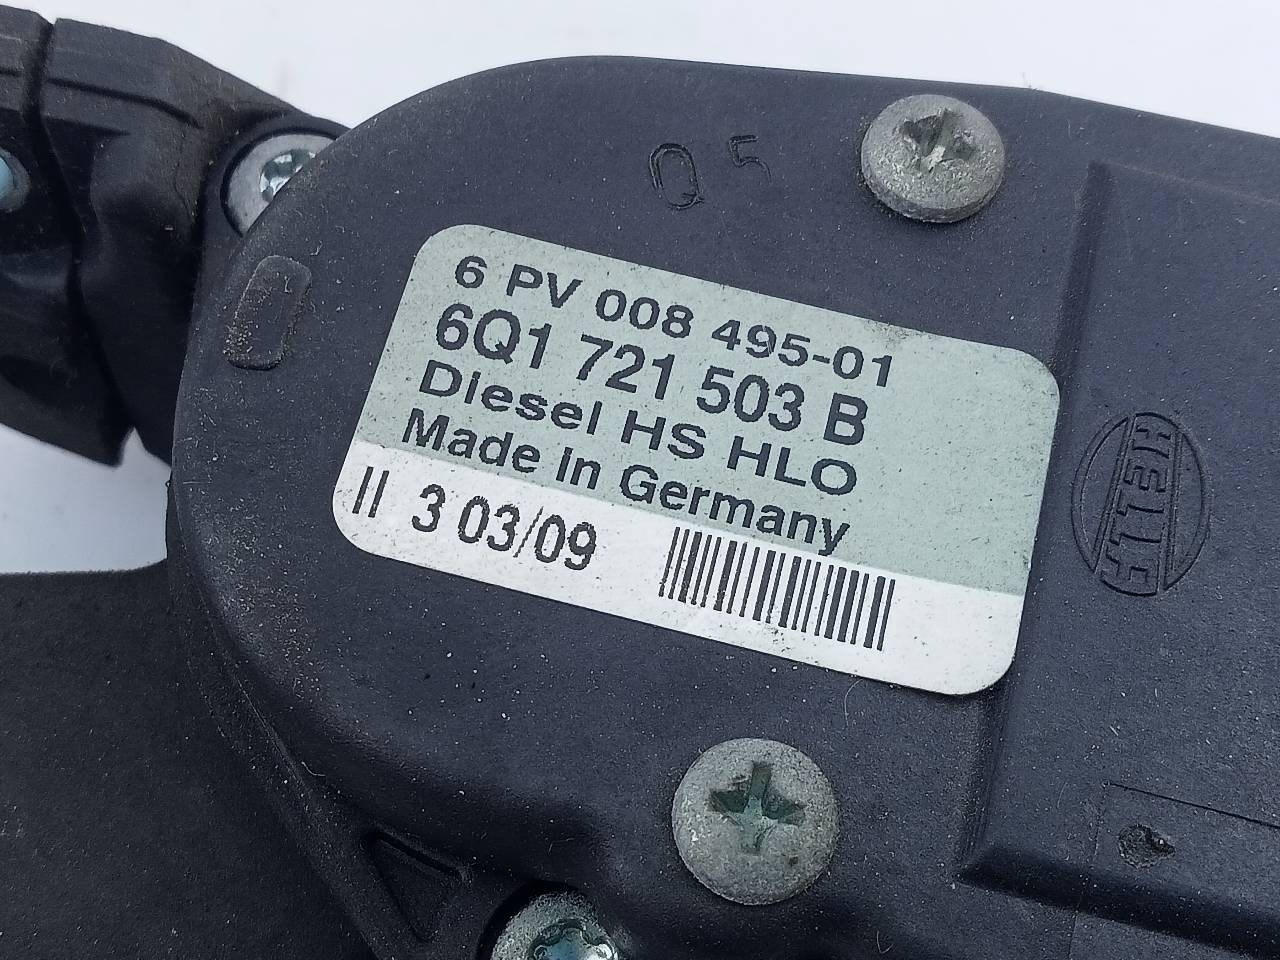 Q 5
6 PV 008 495-01
6Q1 721 503 B
Diesel HS HLO
Made in Germany
II 3 03/09
HELLA